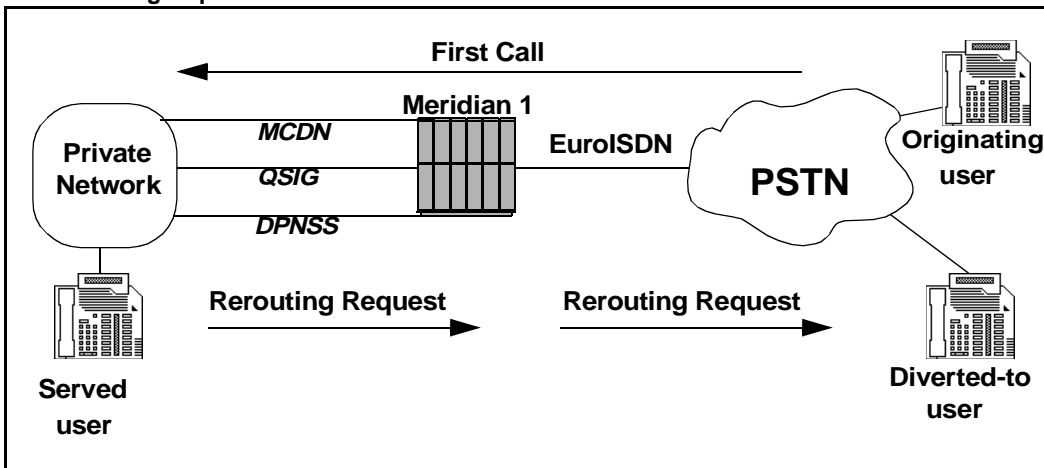 First Call
Meridian 1
MCDN
EuroISDN
Originating
user
Private
Network
QSIG
PSTN
DPNSS
Rerouting Request
Rerouting Request
Served
user
Diverted-to
user